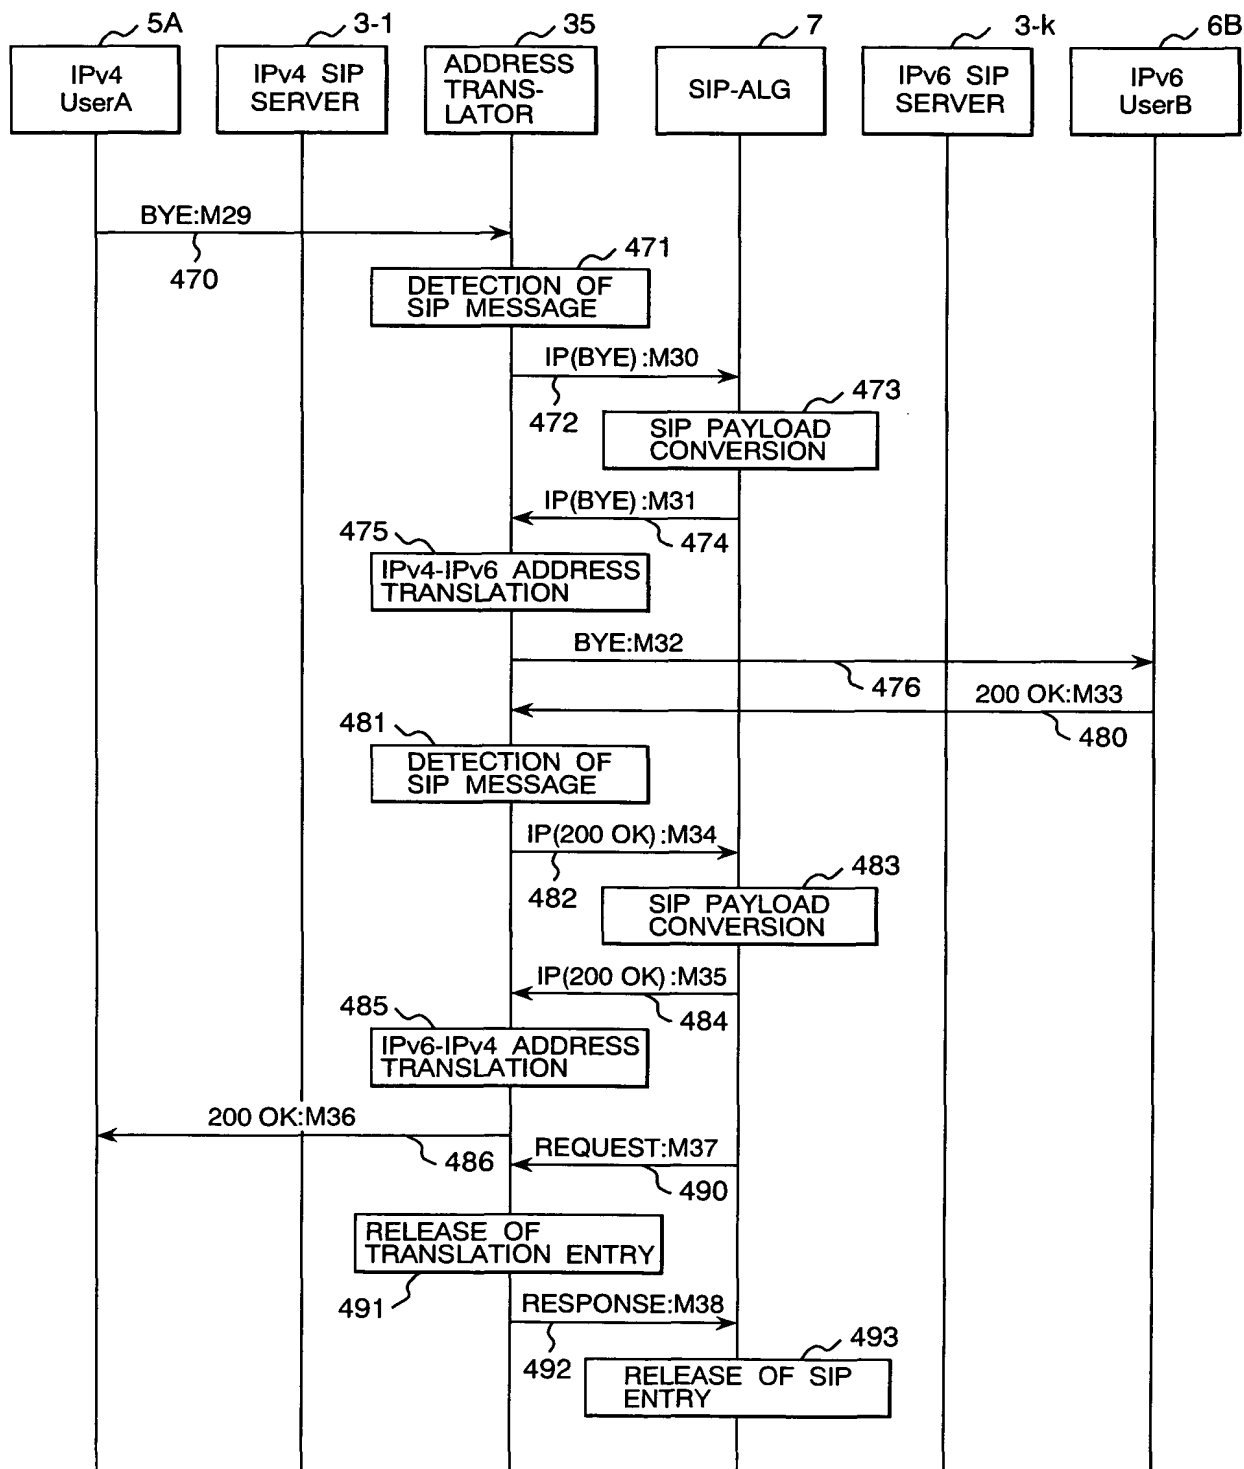 5A
3-1
35
7
3-k
6B
IPv4
UserA
IPv4 SIP
SERVER
ADDRESS
TRANS-
LATOR
SIP-ALG
IPv6 SIP
SERVER
IPv6
UserB
BYE:M29
470
471
DETECTION OF
SIP MESSAGE
IP(BYE):M30
472
473
SIP PAYLOAD
CONVERSION
IP(BYE):M31
474
475
IPv4-IPv6 ADDRESS
TRANSLATION
BYE:M32
476
200 OK:M33
480
481
DETECTION OF
SIP MESSAGE
IP(200 OK):M34
482
483
SIP PAYLOAD
CONVERSION
IP(200 OK):M35
484
485
IPv6-IPv4 ADDRESS
TRANSLATION
200 OK:M36
486
REQUEST:M37
490
RELEASE OF
TRANSLATION ENTRY
491
RESPONSE:M38
492
493
RELEASE OF SIP
ENTRY